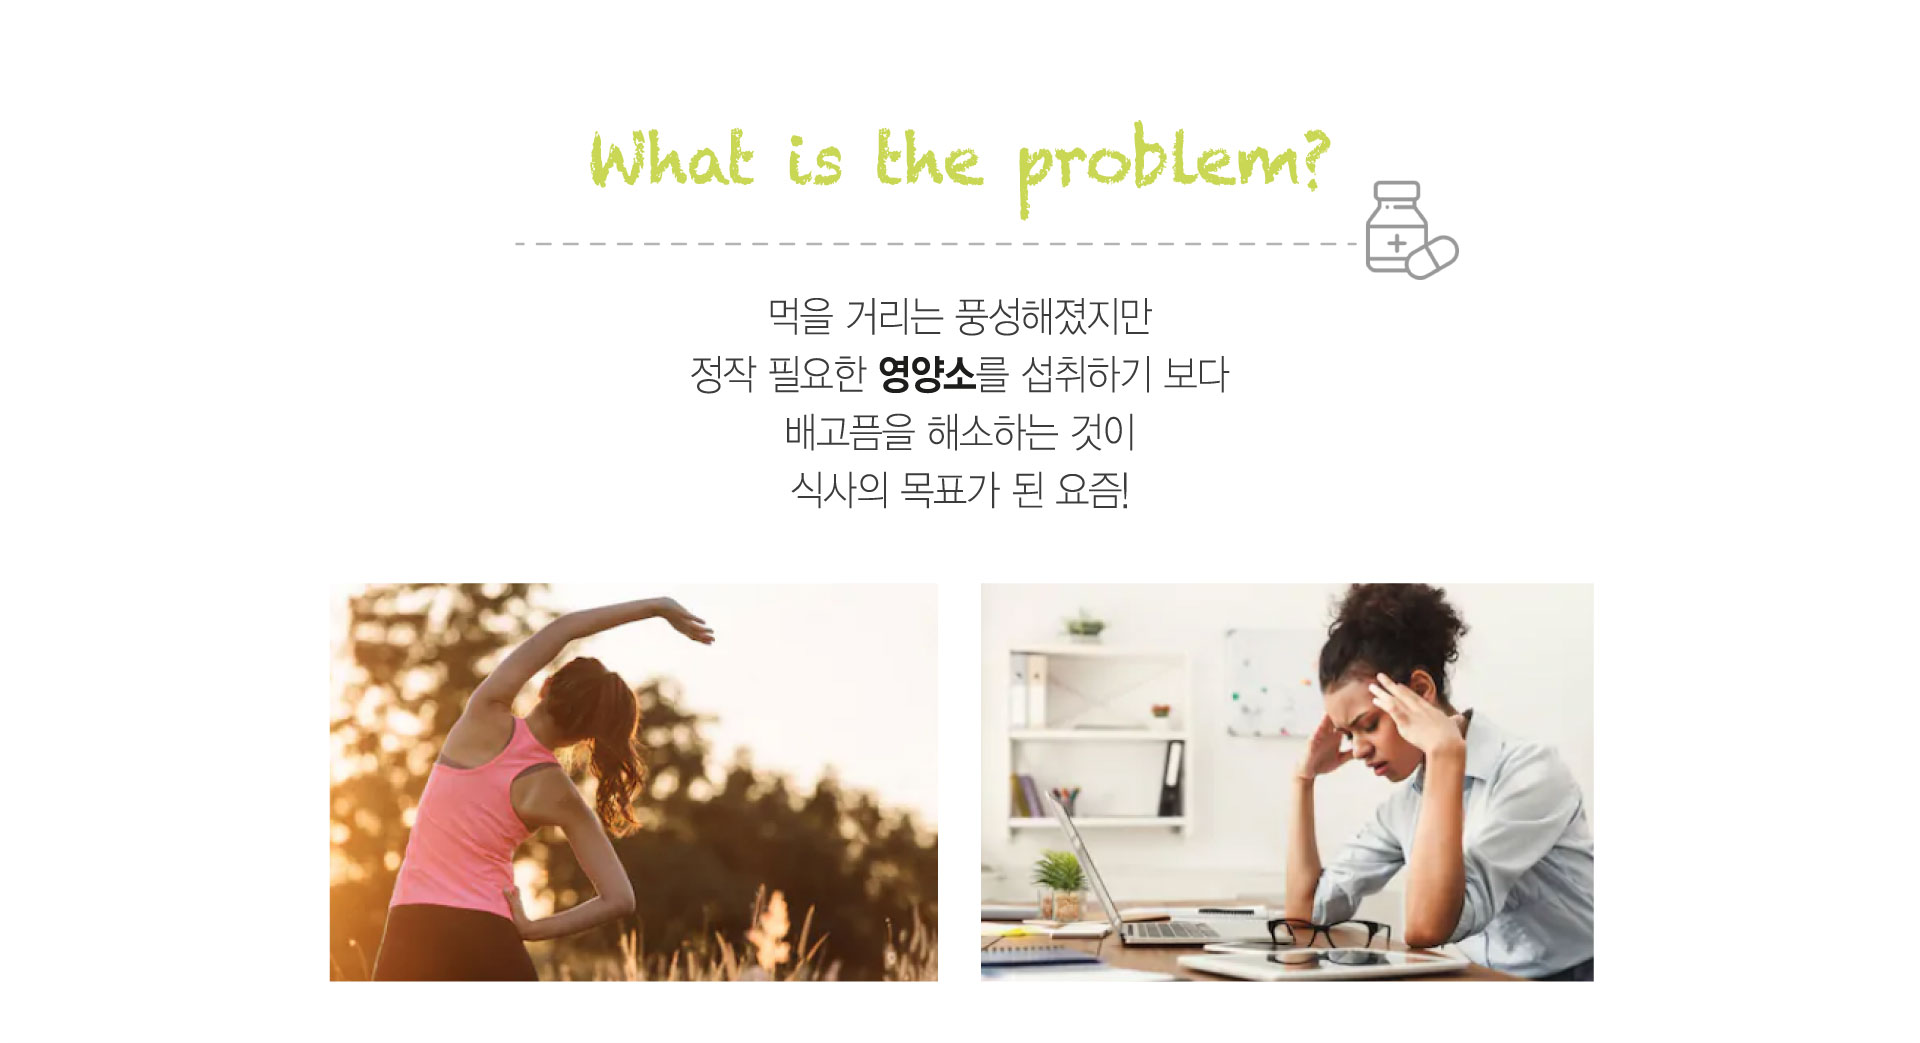 What is the problem?
먹을 거리는 풍성해졌지만
정작 필요한 영양소를 섭취하기 보다
배고픔을 해소하는 것이
식사의 목표가 된 요즘!